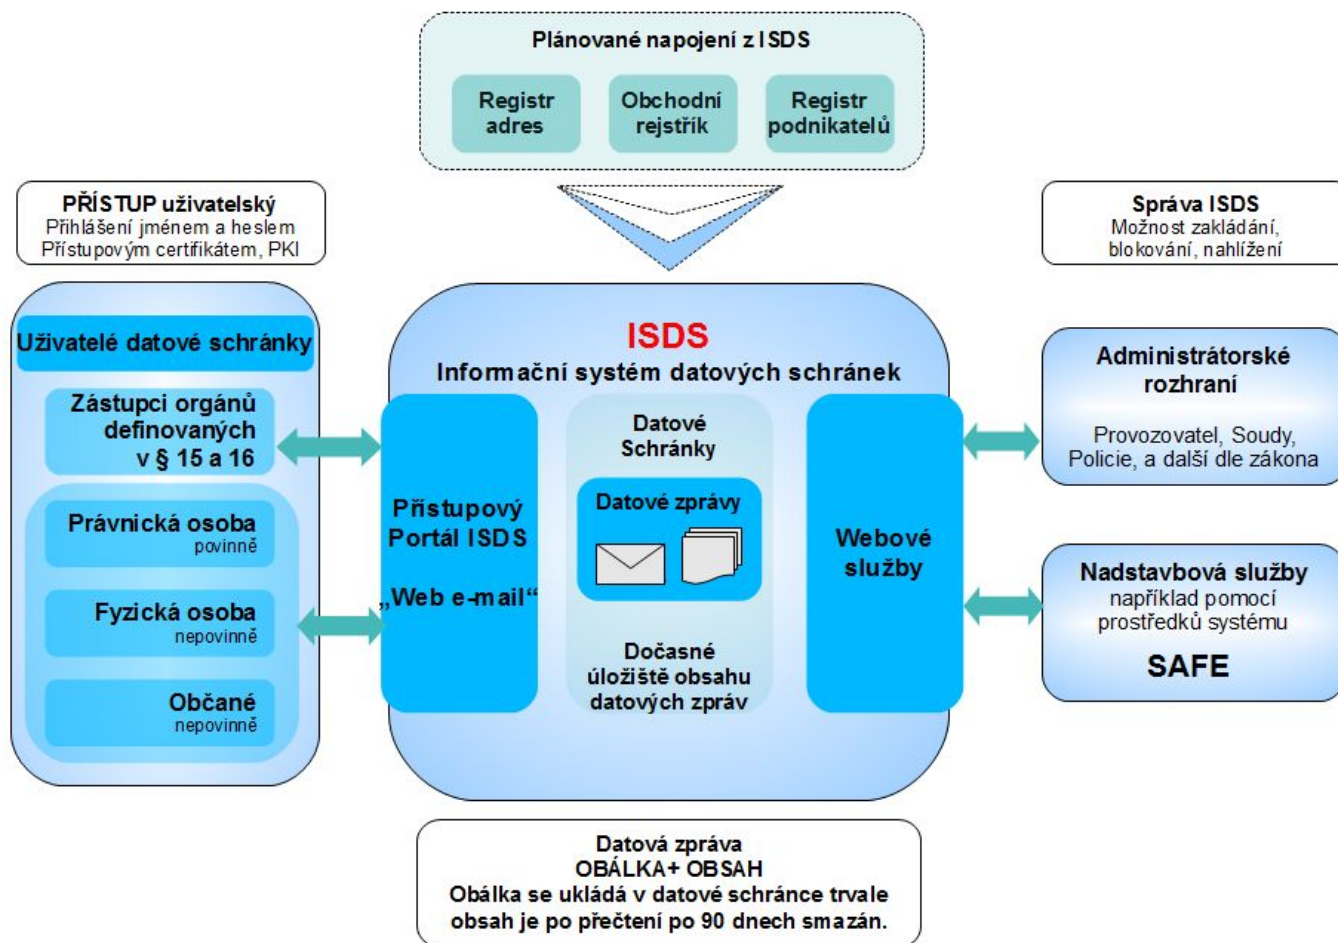 Plánované napojení z ISDS
Registr
adres
Obchodní
rejstřík
Registr
podnikatelů
PŘÍSTUP uživatelský
Přihlášení jménem a heslem
Přístupovým certifikátem, PKI
Správa ISDS
Možnost zakládání,
blokování, nahlížení
Uživatelé datové schránky
Zástupci orgánů
definovaných
v § 15 a 16
Právnická osoba
povinně
Fyzická osoba
nepovinně
Občané
nepovinně
ISDS
Informační systém datových schránek
Přístupový
Portál ISDS
„Web e-mail“
Datové
Schránky
Datové zprávy
Dočasné
úložiště obsahu
datových zpráv
Webové
služby
Administrátorské
rozhraní
Provozovatel, Soudy,
Policie, a další dle zákona
Nadstavbová služby
například pomocí
prostředků systému
SAFE
Datová zpráva
OBÁLKA+ OBSAH
Obálka se ukládá v datové schránce trvale
obsah je po přečtení po 90 dnech smazán.